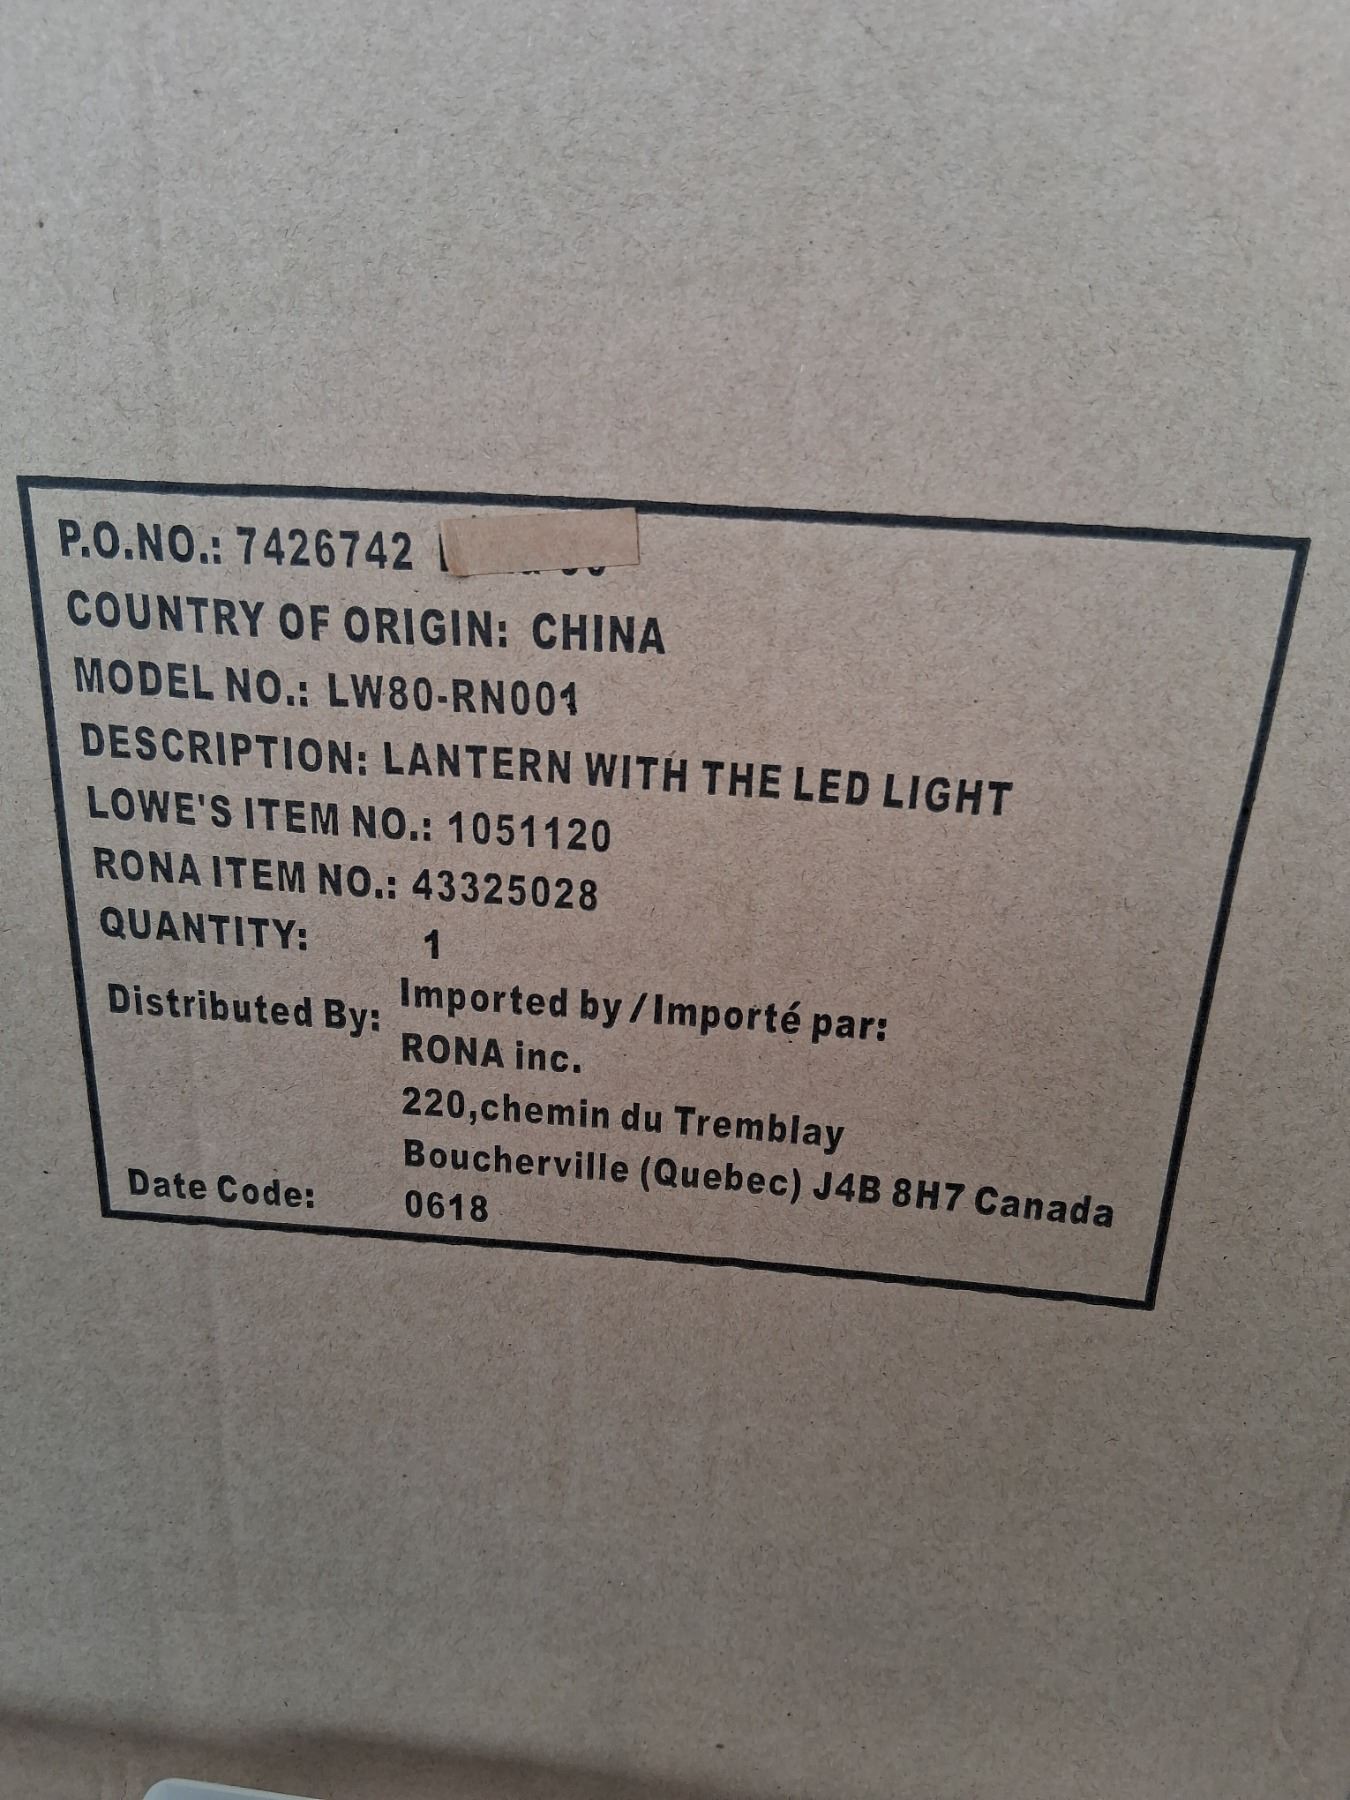 P.O.NO.: 7426742
COUNTRY OF ORIGIN: CHINA
MODEL NO.: LW80-RN001
DESCRIPTION: LANTERN WITH THE LED LIGHT
LOWE'S ITEM NO.: 1051120
RONA ITEM NO.: 43325028
QUANTITY: 1
Distributed By: Imported by / Importé par:
RONA inc.
220,chemin du Tremblay
Boucherville (Quebec) J4B 8H7 Canada
Date Code: 0618